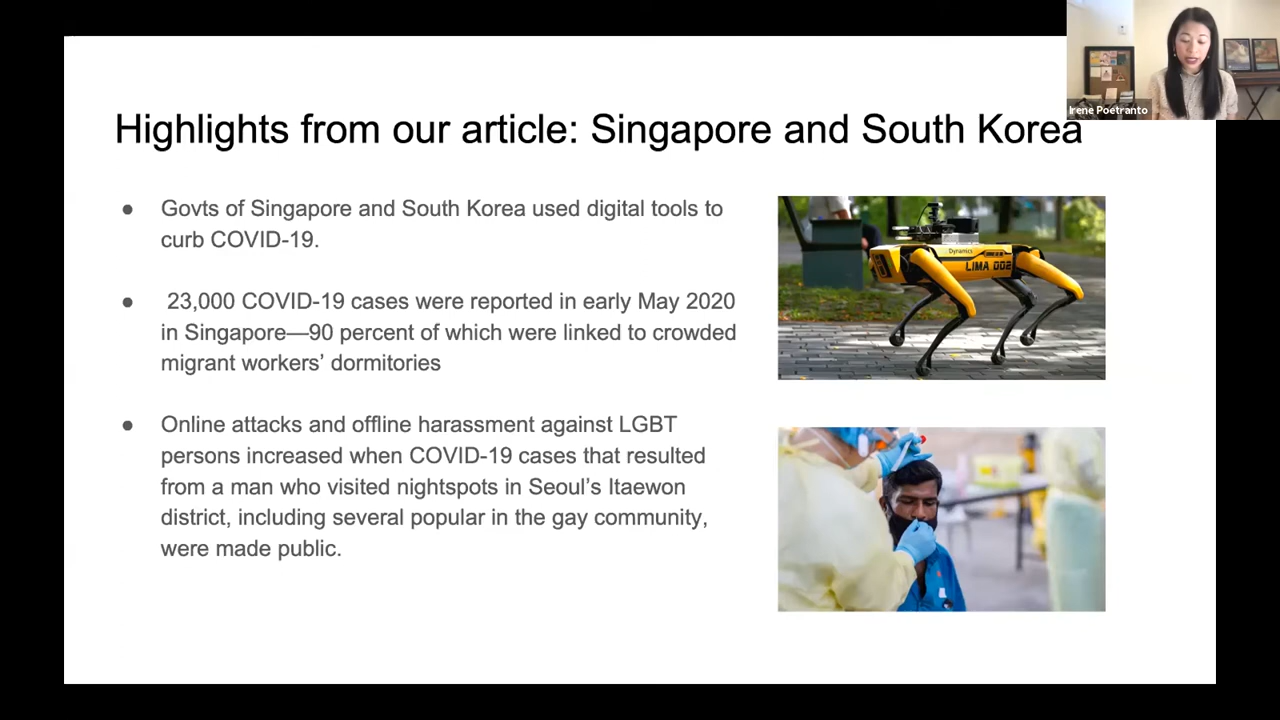 Irene Poetranto
Highlights from our article: Singapore and South Korea
● Govts of Singapore and South Korea used digital tools to
curb COVID-19.
● 23,000 COVID-19 cases were reported in early May 2020
in Singapore—90 percent of which were linked to crowded
migrant workers’ dormitories
● Online attacks and offline harassment against LGBT
persons increased when COVID-19 cases that resulted
from a man who visited nightspots in Seoul’s Itaewon
district, including several popular in the gay community,
were made public.
Dynamics
LIMA 002